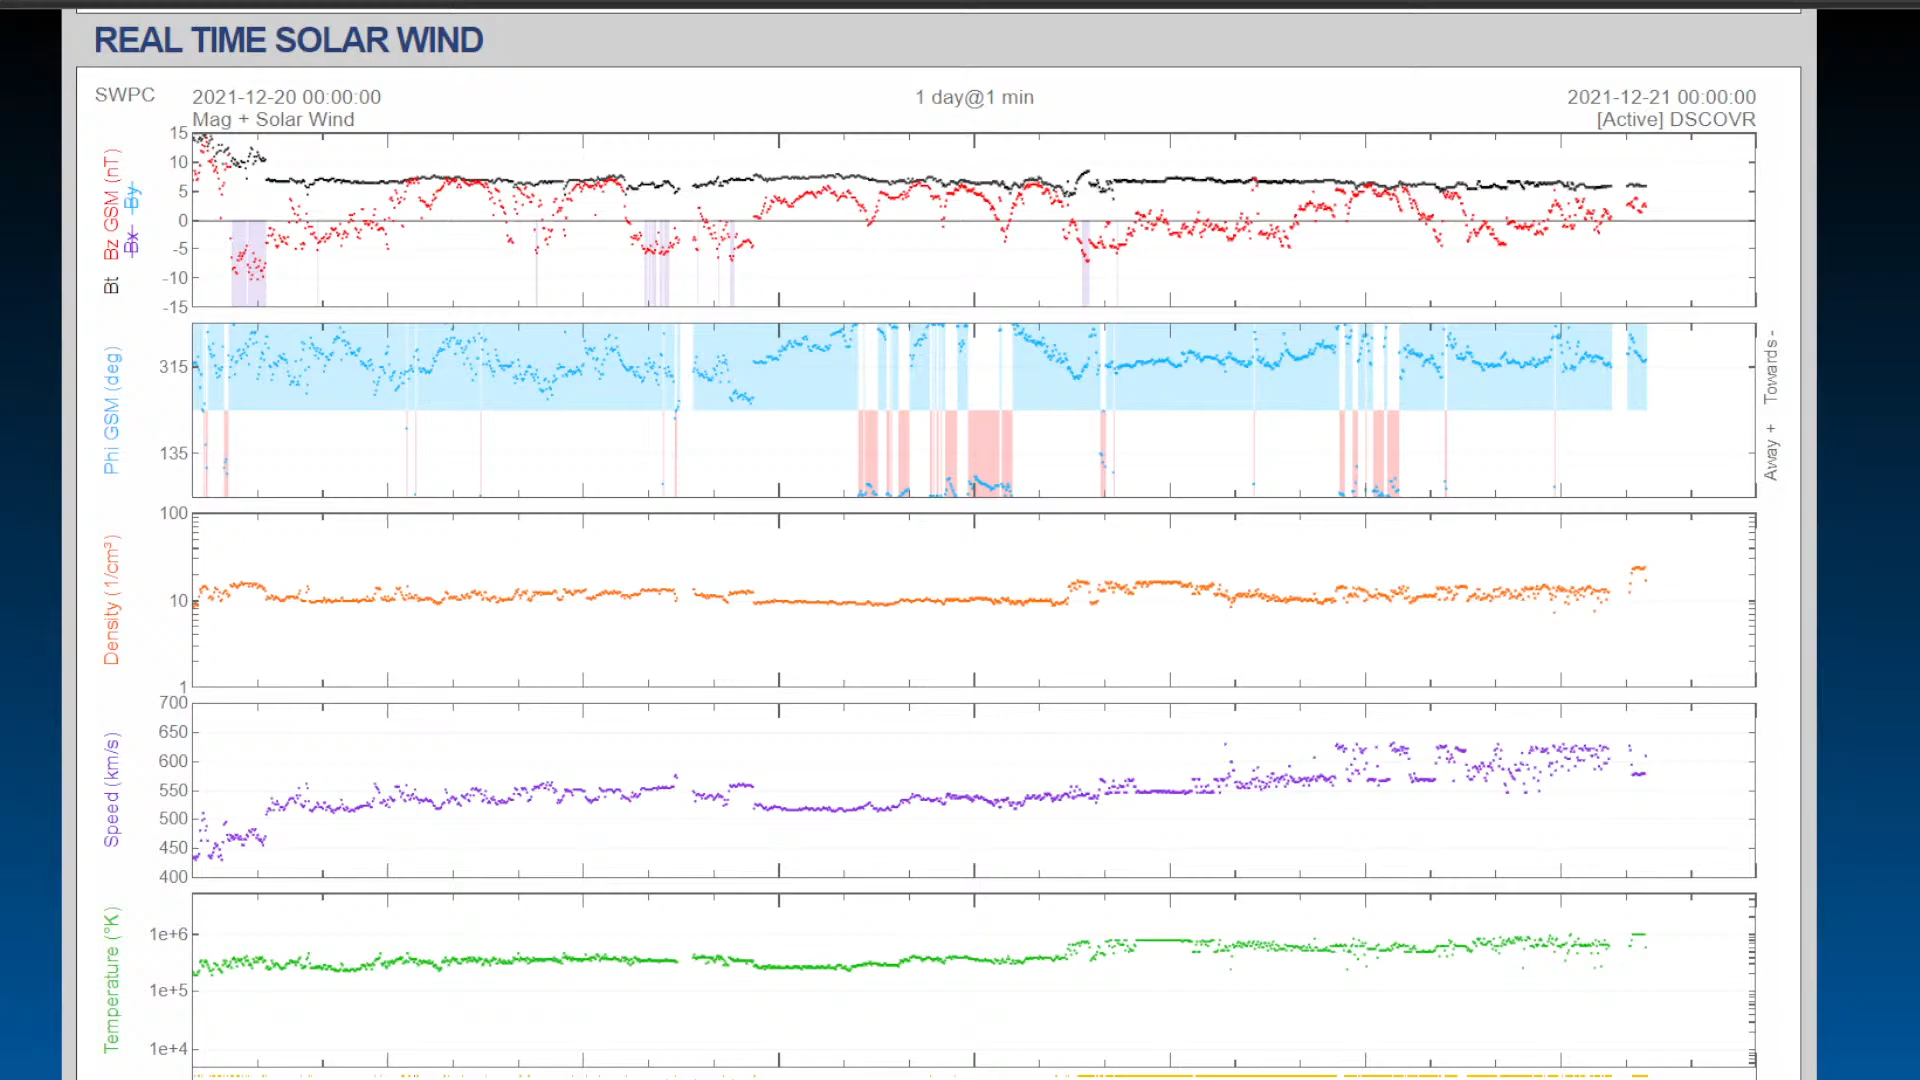 REAL TIME SOLAR WIND
SWPC 2021-12-20 00:00:00 1 day@1 min 2021-12-21 00:00:00
Mag + Solar Wind [Active] DSCOVR
Bt Bz GSM (nT)
Bx By
15
10
5
0
-5
-10
-15
Phi GSM (deg)
315
135
Away + Towards -
Density (1/cm³)
100
10
1
Speed (km/s)
700
650
600
550
500
450
400
Temperature (°K)
1e+6
1e+5
1e+4